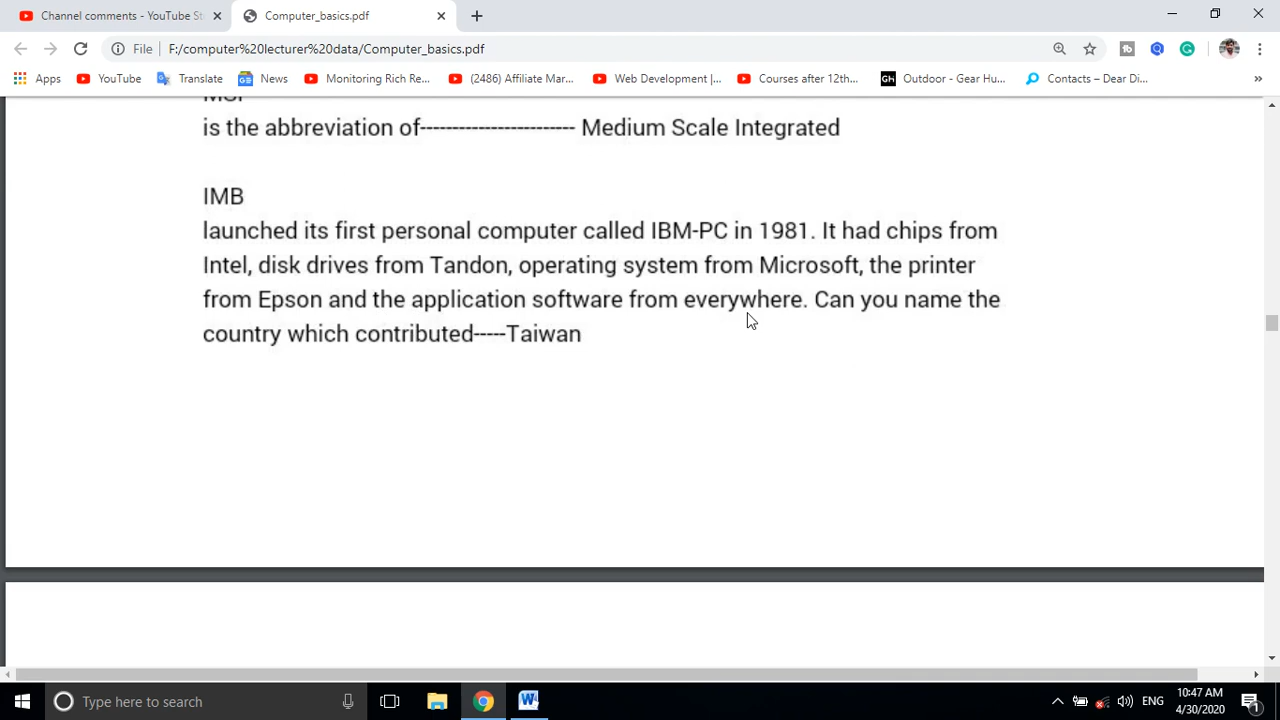 Channel comments - YouTube St
Computer_basics.pdf
File
F:/computer%20lecturer%20data/Computer_basics.pdf
Apps
YouTube
Translate
News
Monitoring Rich Re...
(2486) Affiliate Mar...
Web Development |...
Courses after 12th...
Gh
Outdoor – Gear Hu...
Contacts – Dear Di...
»
is the abbreviation of------------------------ Medium Scale Integrated
IMB
launched its first personal computer called IBM-PC in 1981. It had chips from
Intel, disk drives from Tandon, operating system from Microsoft, the printer
from Epson and the application software from everywhere. Can you name the
country which contributed-----Taiwan
Type here to search
ENG
10:47 AM
4/30/2020